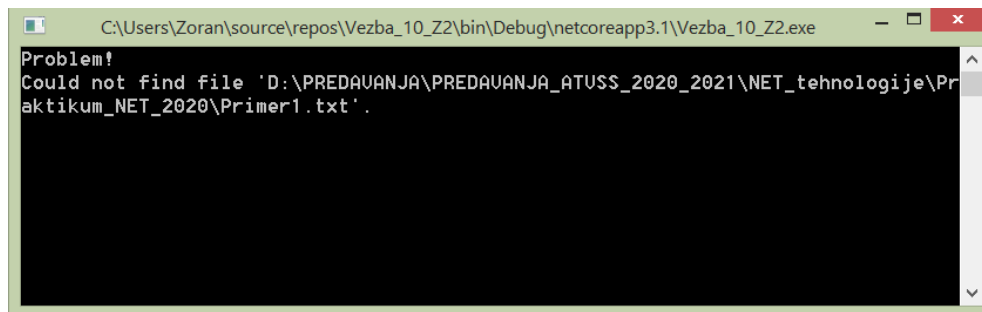 C:\Users\Zoran\source\repos\Vezba_10_Z2\bin\Debug\netcoreapp3.1\Vezba_10_Z2.exe
Problem!
Could not find file 'D:\PREDAVANJA\PREDAVANJA_ATUSS_2020_2021\NET_tehnologije\Pr
aktikum_NET_2020\Primer1.txt'.